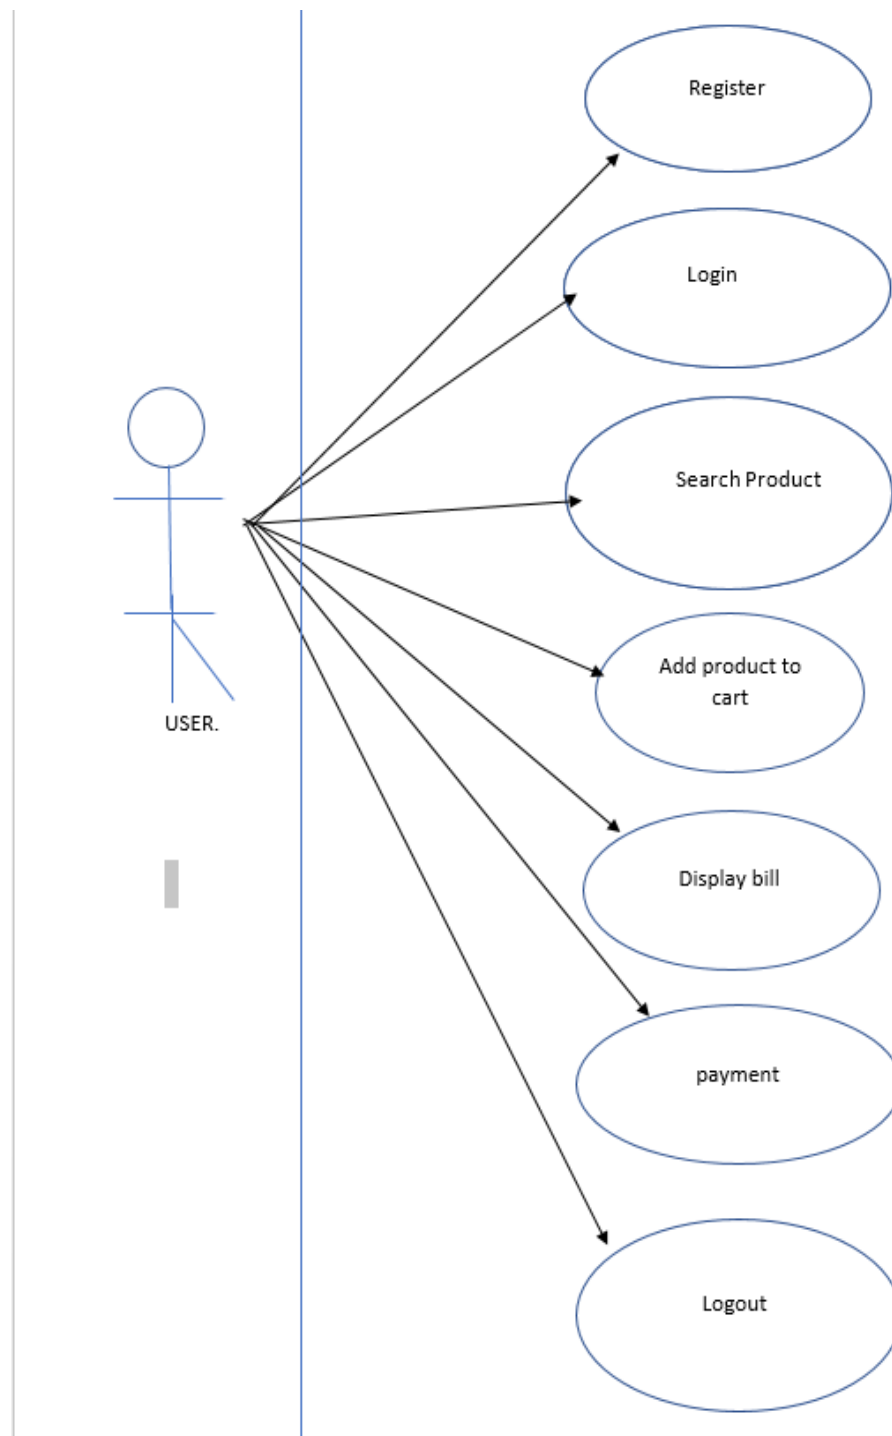 Register
Login
Search Product
Add product to
cart
USER.
Display bill
payment
Logout